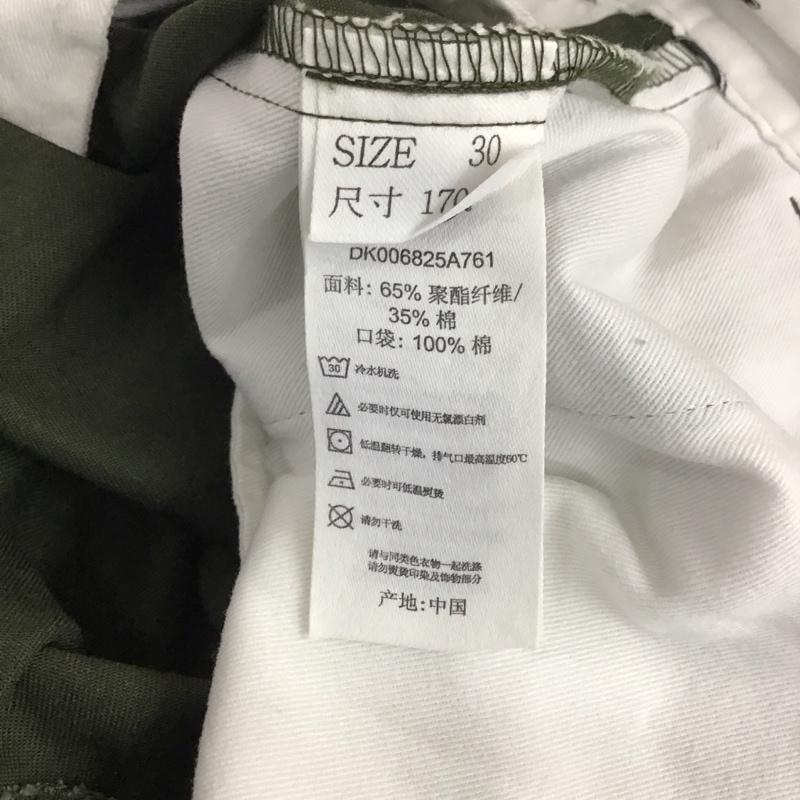 SIZE 30
尺寸 170
DK006825A761
面料: 65% 聚酯纤维/
35% 棉
口袋: 100% 棉
30 冷水机洗
必要时仅可使用无氯漂白剂
低温翻转干燥，排气口最高温度60℃
必要时可低温熨烫
请勿干洗
请与同类色衣物一起洗涤
请勿熨烫印染及饰物部分
产地:中国